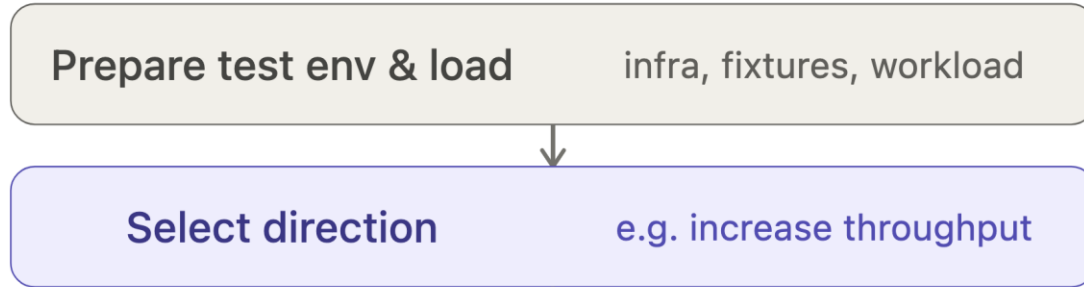 Prepare test env & load infra, fixtures, workload
Select direction e.g. increase throughput